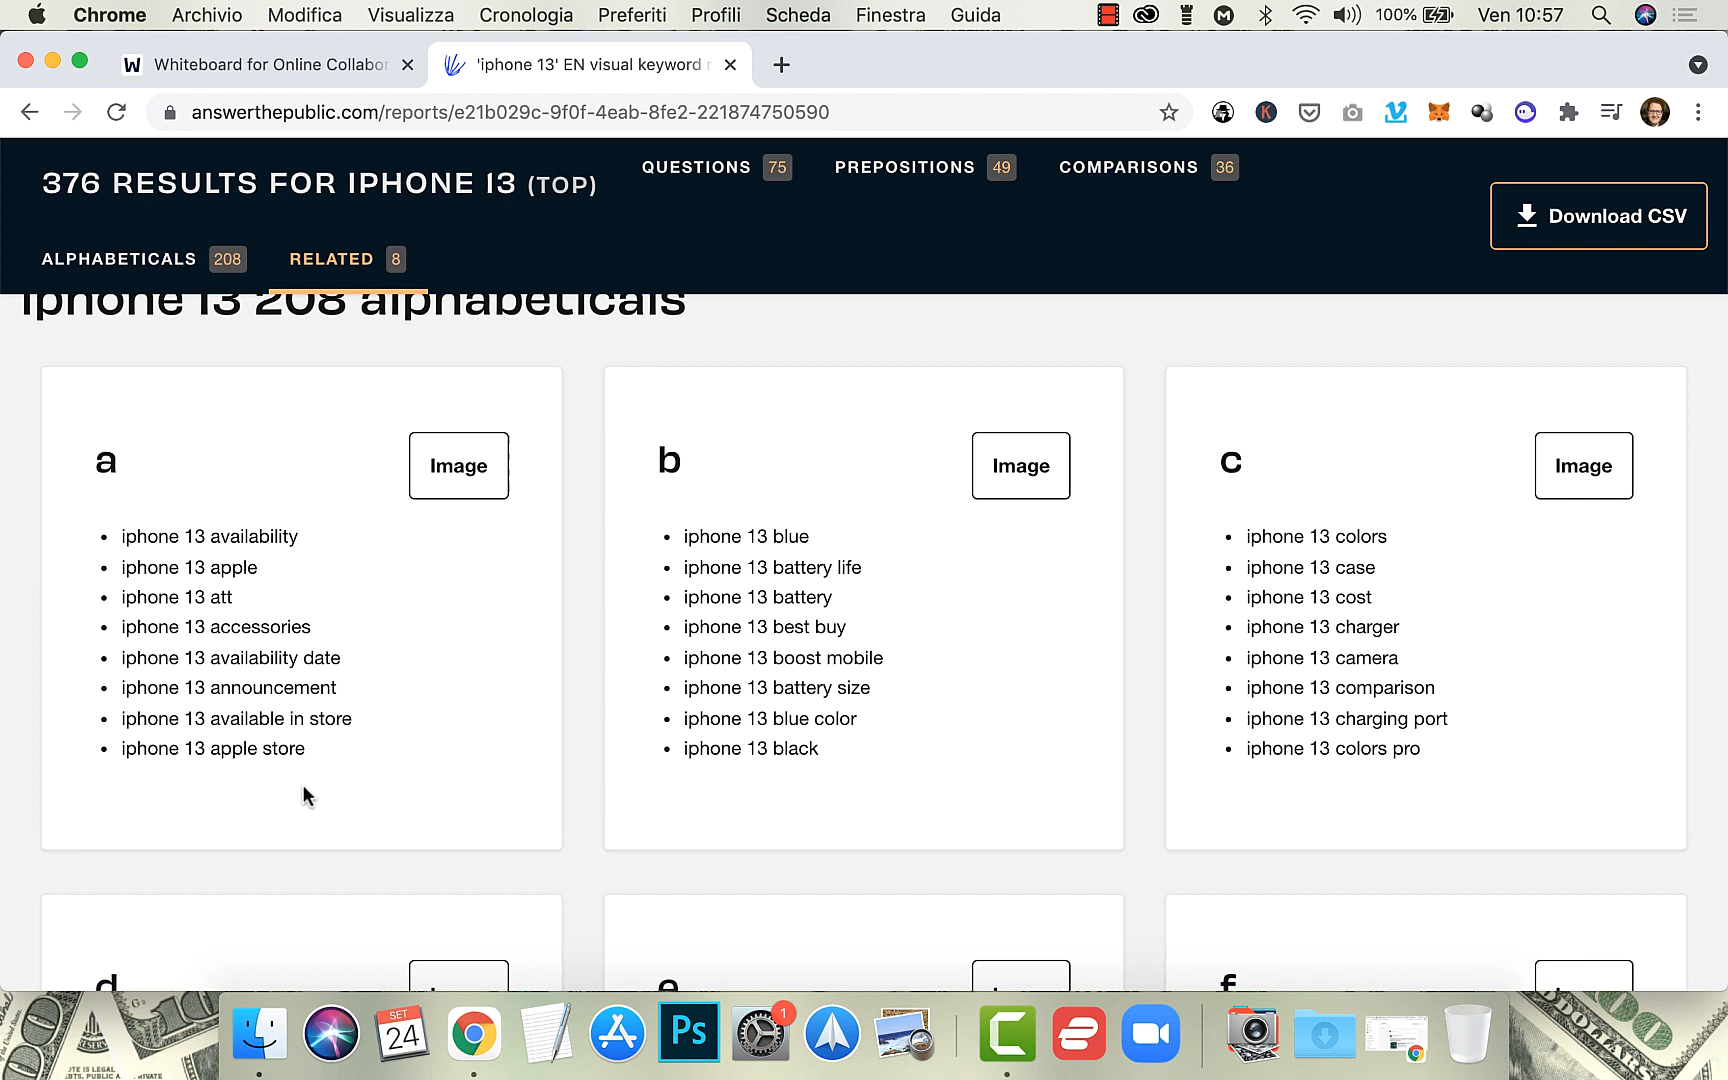 Chrome Archivio Modifica Visualizza Cronologia Preferiti Profili Scheda Finestra Guida 100% Ven 10:57
Whiteboard for Online Collabor 'iphone 13' EN visual keyword
answerthepublic.com/reports/e21b029c-9f0f-4eab-8fe2-221874750590
376 RESULTS FOR IPHONE 13 (TOP)
QUESTIONS 75 PREPOSITIONS 49 COMPARISONS 36
Download CSV
ALPHABETICALS 208 RELATED 8
iphone 13 208 alphabeticals
a Image
• iphone 13 availability
• iphone 13 apple
• iphone 13 att
• iphone 13 accessories
• iphone 13 availability date
• iphone 13 announcement
• iphone 13 available in store
• iphone 13 apple store
b Image
• iphone 13 blue
• iphone 13 battery life
• iphone 13 battery
• iphone 13 best buy
• iphone 13 boost mobile
• iphone 13 battery size
• iphone 13 blue color
• iphone 13 black
c Image
• iphone 13 colors
• iphone 13 case
• iphone 13 cost
• iphone 13 charger
• iphone 13 camera
• iphone 13 comparison
• iphone 13 charging port
• iphone 13 colors pro
d
e
f
SET
24
Ps
1